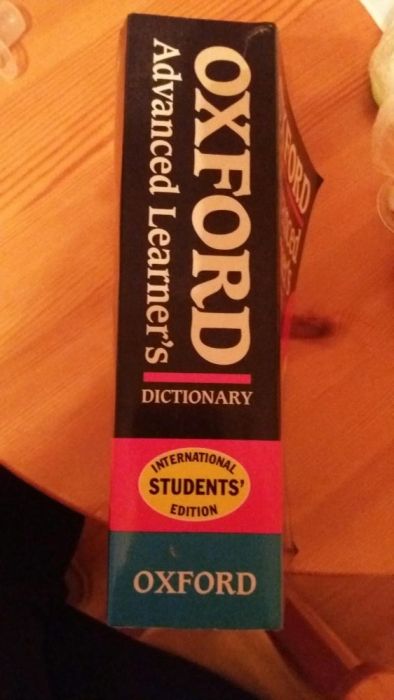 OXFORD
Advanced Learner's
DICTIONARY
INTERNATIONAL
STUDENTS'
EDITION
OXFORD